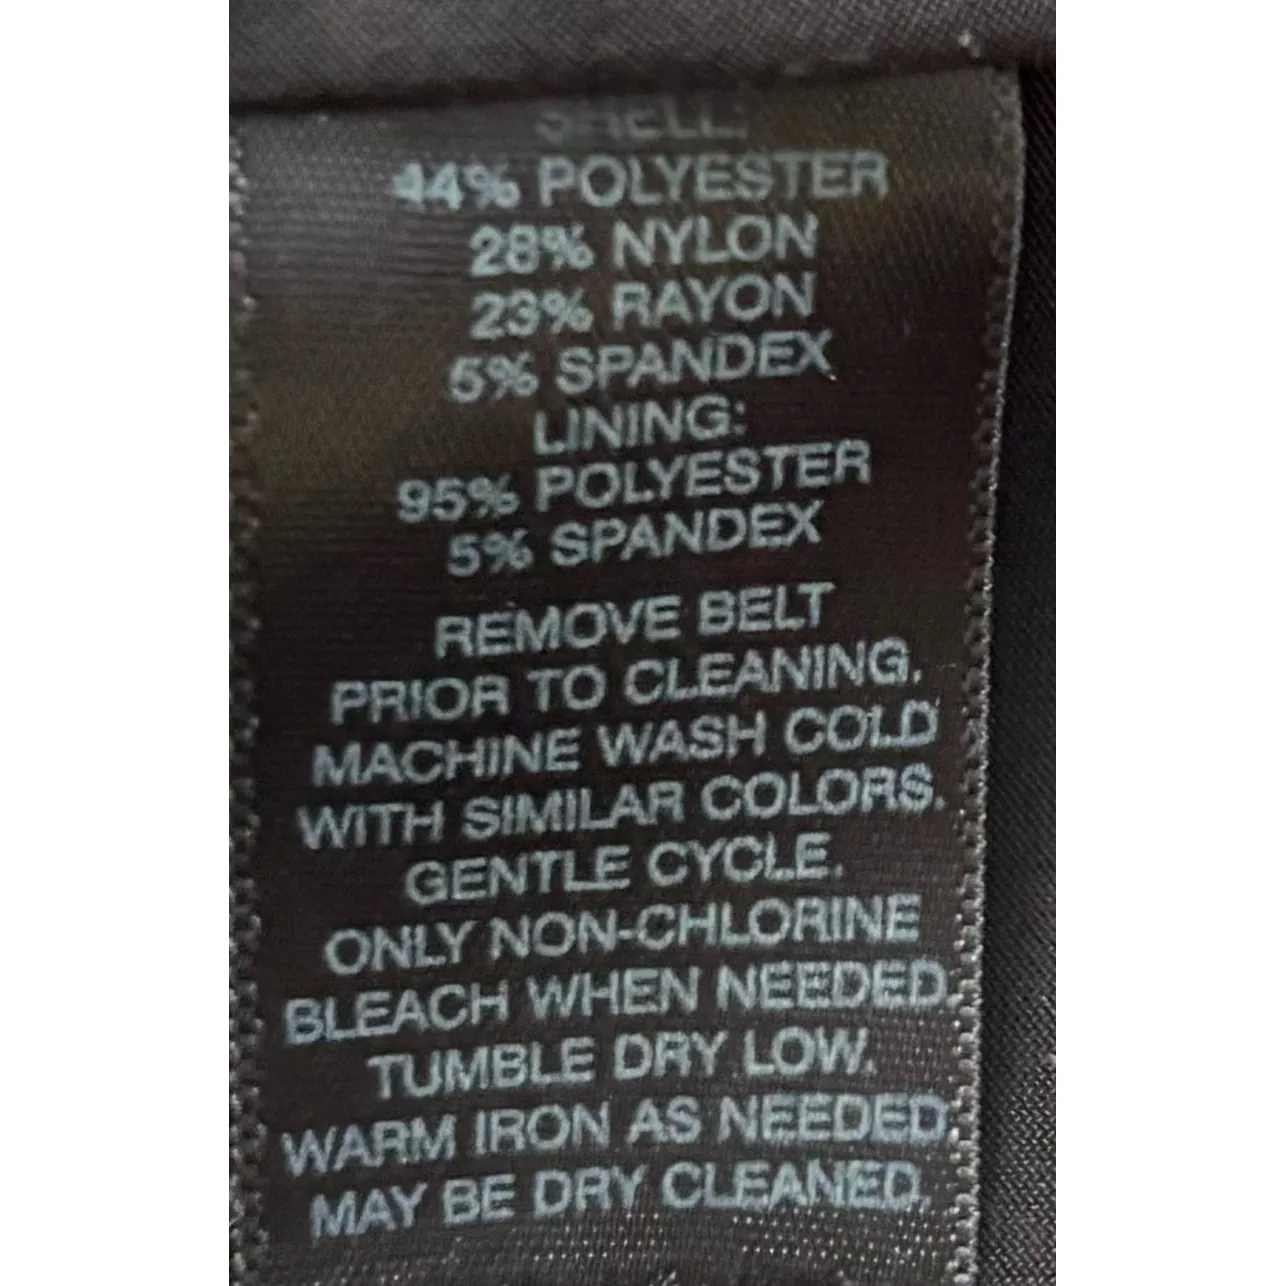 SHELL:
44% POLYESTER
28% NYLON
23% RAYON
5% SPANDEX
LINING:
95% POLYESTER
5% SPANDEX
REMOVE BELT
PRIOR TO CLEANING.
MACHINE WASH COLD
WITH SIMILAR COLORS.
GENTLE CYCLE.
ONLY NON-CHLORINE
BLEACH WHEN NEEDED.
TUMBLE DRY LOW.
WARM IRON AS NEEDED.
MAY BE DRY CLEANED.